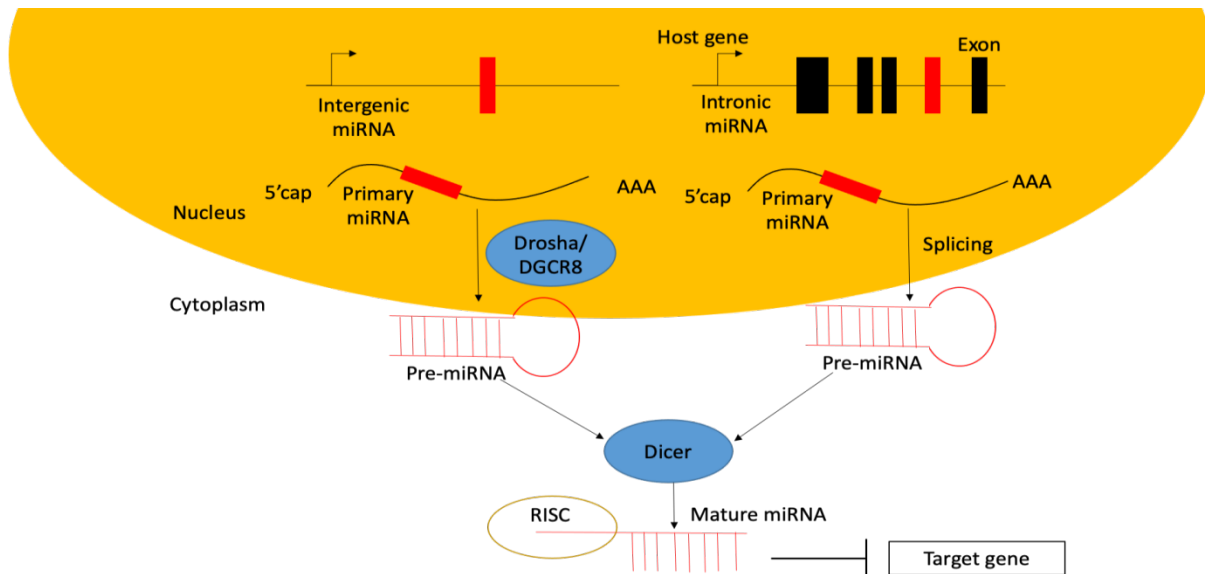 Host gene
Exon
Intergenic
miRNA
Intronic
miRNA
5'cap
Primary
miRNA
AAA
5'cap
Primary
miRNA
AAA
Nucleus
Drosha/
DGCR8
Splicing
Cytoplasm
Pre-miRNA
Pre-miRNA
Dicer
RISC
Mature miRNA
Target gene